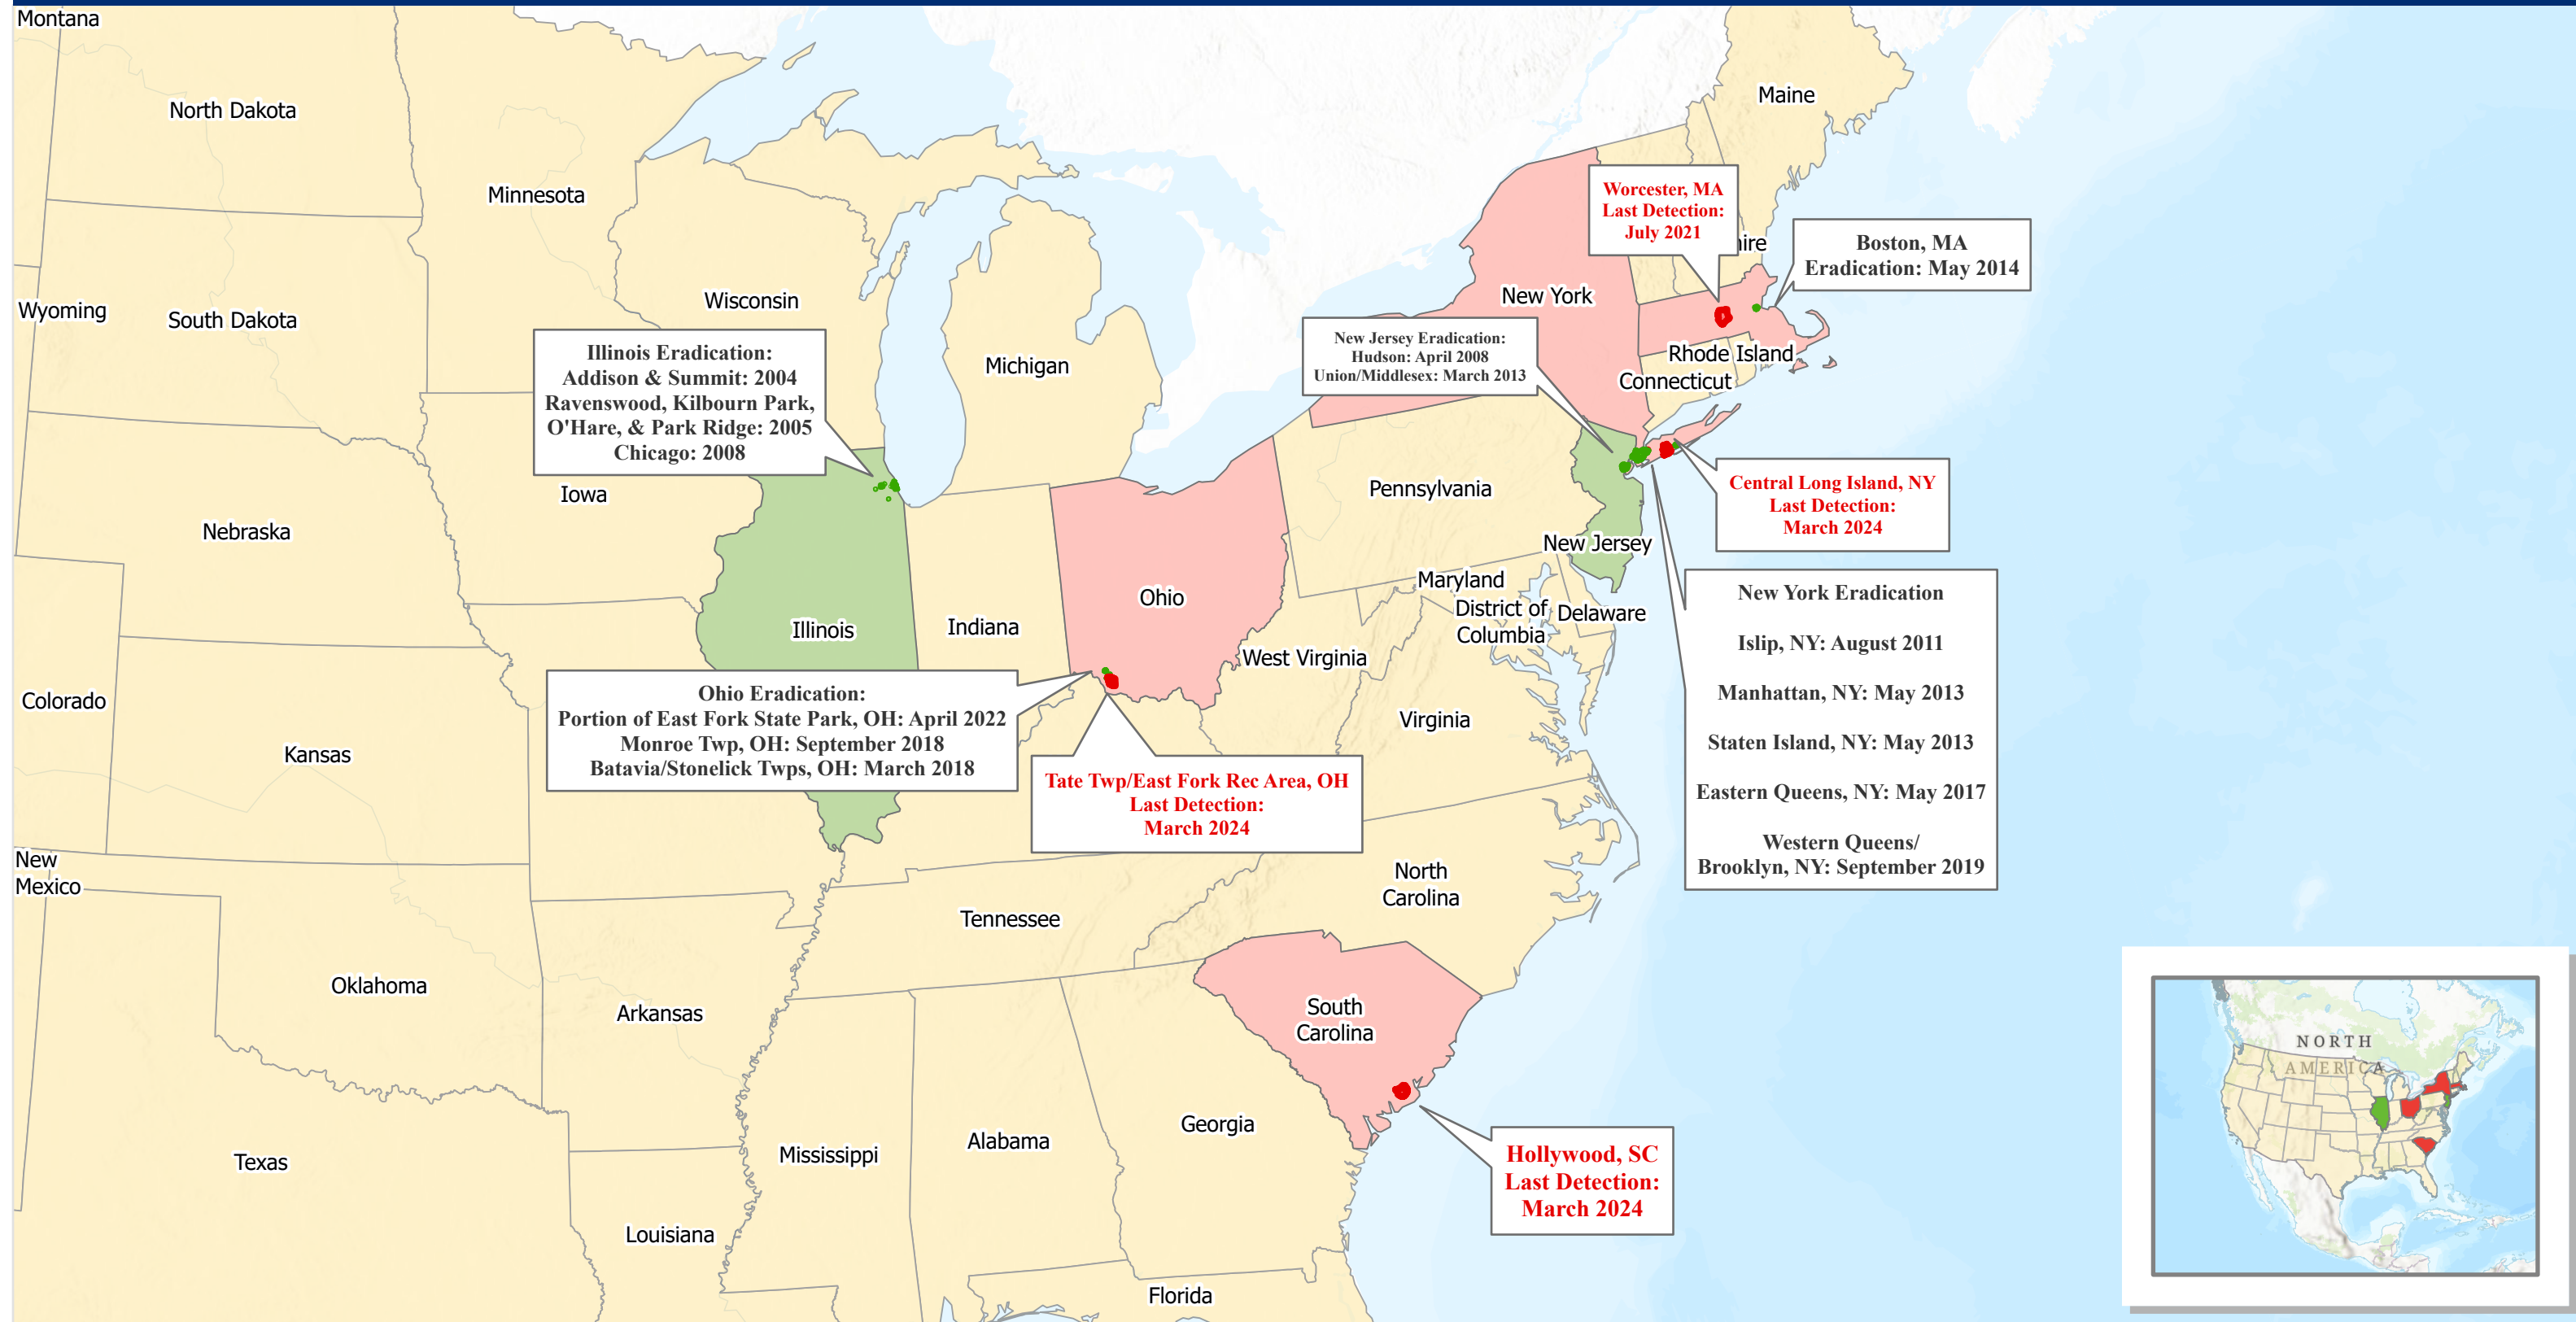 Montana
North Dakota
Minnesota
Maine
Wyoming
South Dakota
Wisconsin
Michigan
New York
Worcester, MA
Last Detection:
July 2021
Boston, MA
Eradication: May 2014
New Jersey Eradication:
Hudson: April 2008
Union/Middlesex: March 2013
Rhode Island
Connecticut
Illinois Eradication:
Addison & Summit: 2004
Ravenswood, Kilbourn Park,
O'Hare, & Park Ridge: 2005
Chicago: 2008
Iowa
Nebraska
Pennsylvania
Central Long Island, NY
Last Detection:
March 2024
New Jersey
Maryland
District of
Columbia
Delaware
Ohio
Illinois
Indiana
West Virginia
Virginia
New York Eradication
Islip, NY: August 2011
Manhattan, NY: May 2013
Staten Island, NY: May 2013
Eastern Queens, NY: May 2017
Western Queens/
Brooklyn, NY: September 2019
Colorado
Kansas
Ohio Eradication:
Portion of East Fork State Park, OH: April 2022
Monroe Twp, OH: September 2018
Batavia/Stonelick Twps, OH: March 2018
Tate Twp/East Fork Rec Area, OH
Last Detection:
March 2024
New
Mexico
Tennessee
North
Carolina
Oklahoma
Arkansas
South
Carolina
Texas
Mississippi
Alabama
Georgia
Hollywood, SC
Last Detection:
March 2024
Louisiana
Florida
NORTH
AMERICA